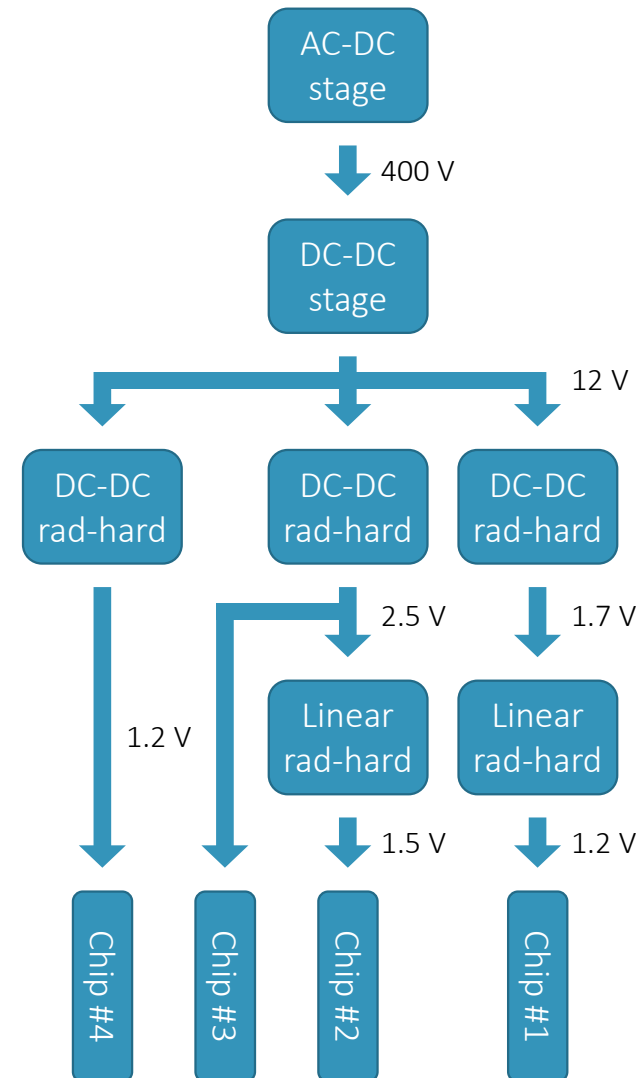 AC-DC
stage
400 V
DC-DC
stage
12 V
DC-DC
rad-hard
DC-DC
rad-hard
DC-DC
rad-hard
2.5 V
1.7 V
Linear
rad-hard
Linear
rad-hard
1.2 V
1.5 V
1.2 V
Chip #4
Chip #3
Chip #2
Chip #1